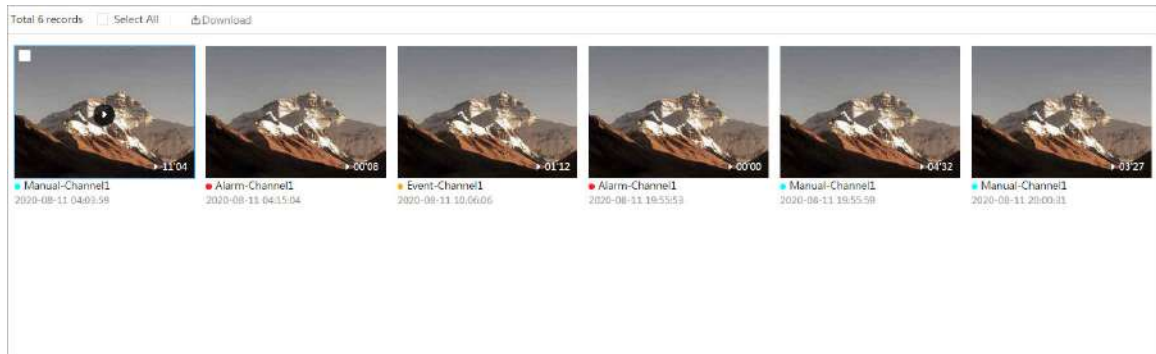 Total 6 records Select All Download
11'04 00'08 01'12 00'00 04'32 03'27
Manual-Channel1 Alarm-Channel1 Event-Channel1 Alarm-Channel1 Manual-Channel1 Manual-Channel1
2020-08-11 04:03:59 2020-08-11 04:15:04 2020-08-11 10:06:06 2020-08-11 19:55:53 2020-08-11 19:55:59 2020-08-11 20:00:31